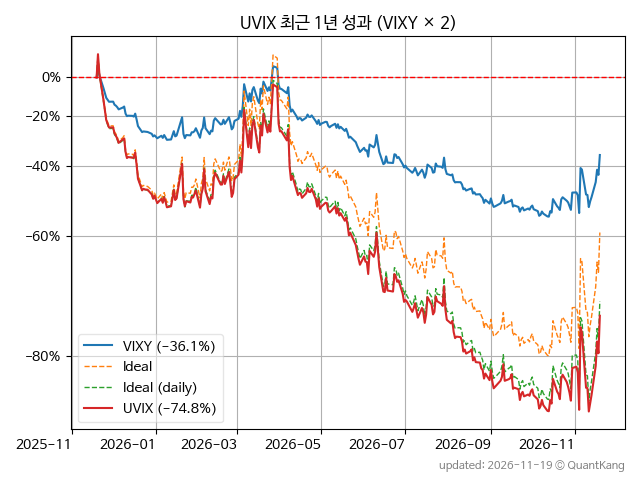 UVIX 최근 1년 성과 (VIXY × 2)
0%
−20%
−40%
−60%
−80%
VIXY (−36.1%)
Ideal
Ideal (daily)
UVIX (−74.8%)
2025-11 2026-01 2026-03 2026-05 2026-07 2026-09 2026-11
updated: 2026-11-19 © QuantKang